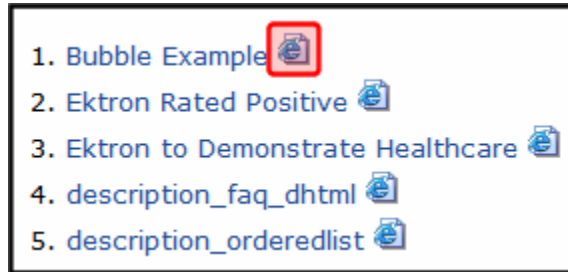 1. Bubble Example
2. Ektron Rated Positive
3. Ektron to Demonstrate Healthcare
4. description_faq_dhtml
5. description_orderedlist